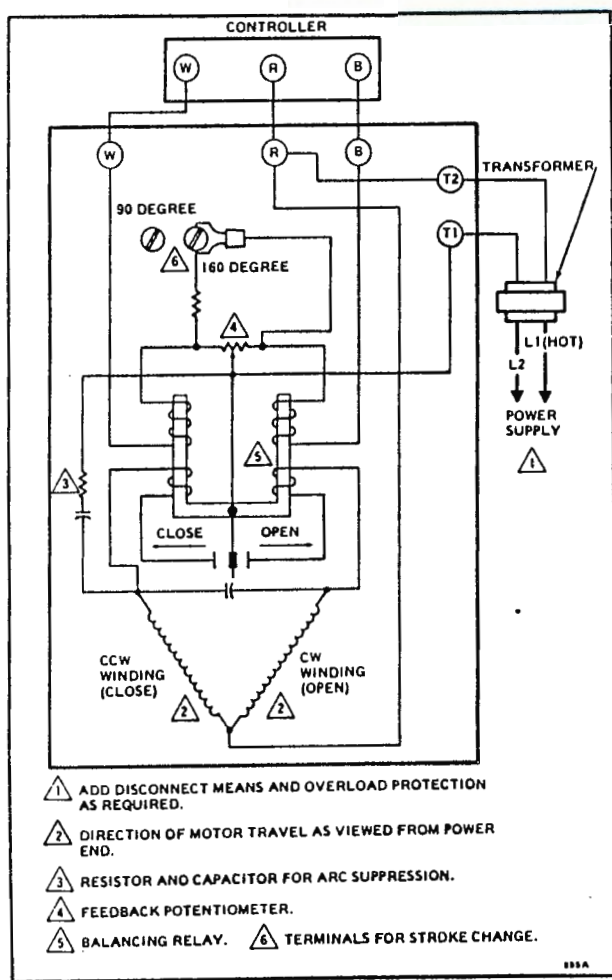 CONTROLLER
W R B
W R B
T2
TRANSFORMER
90 DEGREE
T1
6
160 DEGREE
4
L1(HOT)
L2
POWER
SUPPLY
1
5
3
CLOSE OPEN
CCW
WINDING
(CLOSE)
CW
WINDING
(OPEN)
2 2
1 ADD DISCONNECT MEANS AND OVERLOAD PROTECTION
AS REQUIRED.
2 DIRECTION OF MOTOR TRAVEL AS VIEWED FROM POWER
END.
3 RESISTOR AND CAPACITOR FOR ARC SUPPRESSION.
4 FEEDBACK POTENTIOMETER.
5 BALANCING RELAY. 6 TERMINALS FOR STROKE CHANGE.